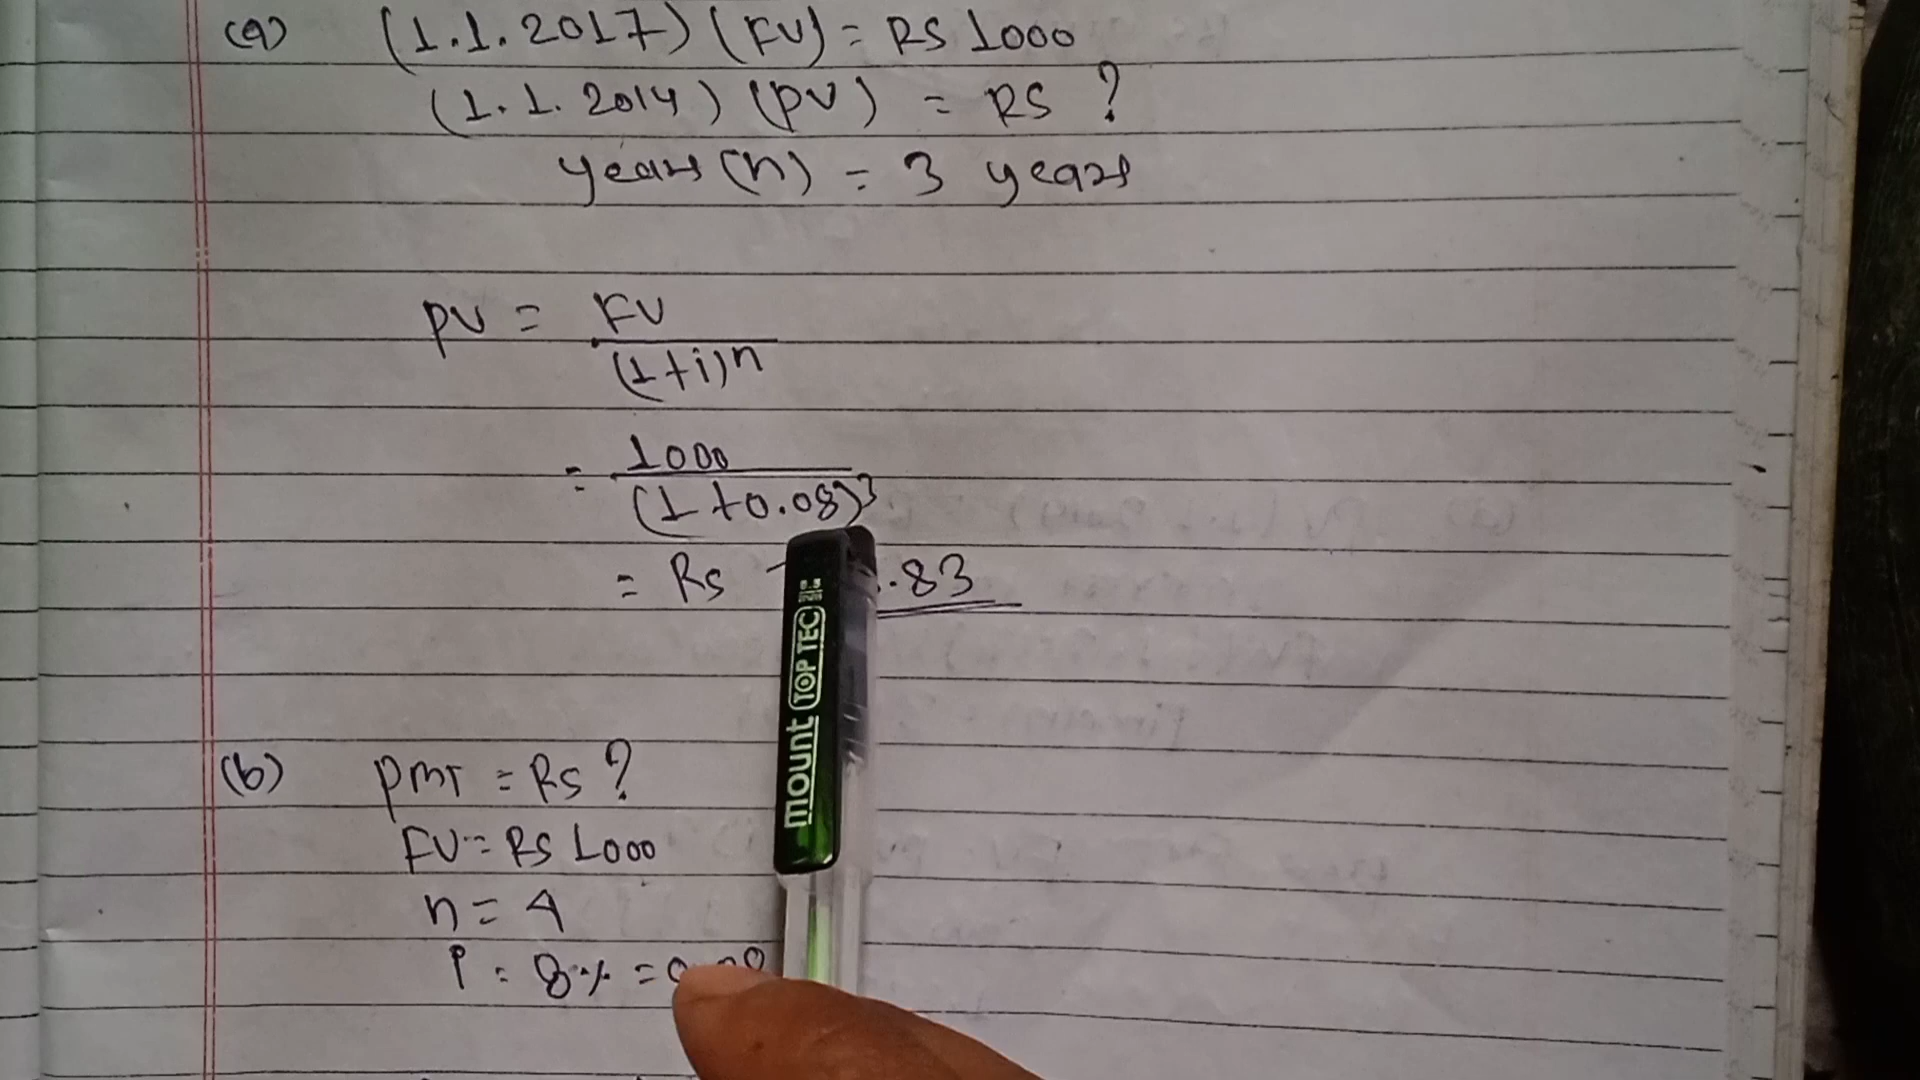 (a) (1.1.2017) (FV) = RS 1000
(1.1.2014) (PV) = RS ?
years (n) = 3 years
PV = FV
(1+i)n
= 1000
(1+0.08)3
= Rs .83
mount TOP TEC
(b) PMT = Rs ?
FV = Rs 1000
n = 4
i = 8% =